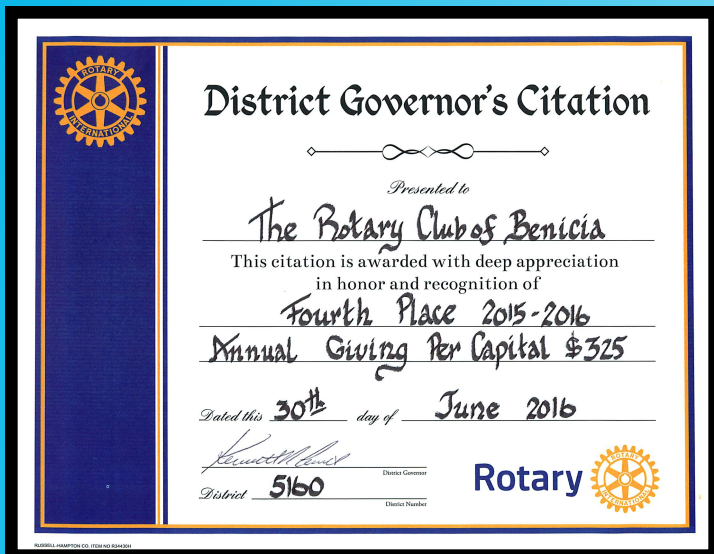 ROTARY
INTERNATIONAL
District Governor's Citation
Presented to
The Rotary Club of Benicia
This citation is awarded with deep appreciation
in honor and recognition of
Fourth Place 2015-2016
Annual Giving Per Capital $325
Dated this 30th day of June 2016
District Governor
District 5160
District Number
Rotary
ROTARY
INTERNATIONAL
RUSSELL-HAMPTON CO. ITEM NO R34430H